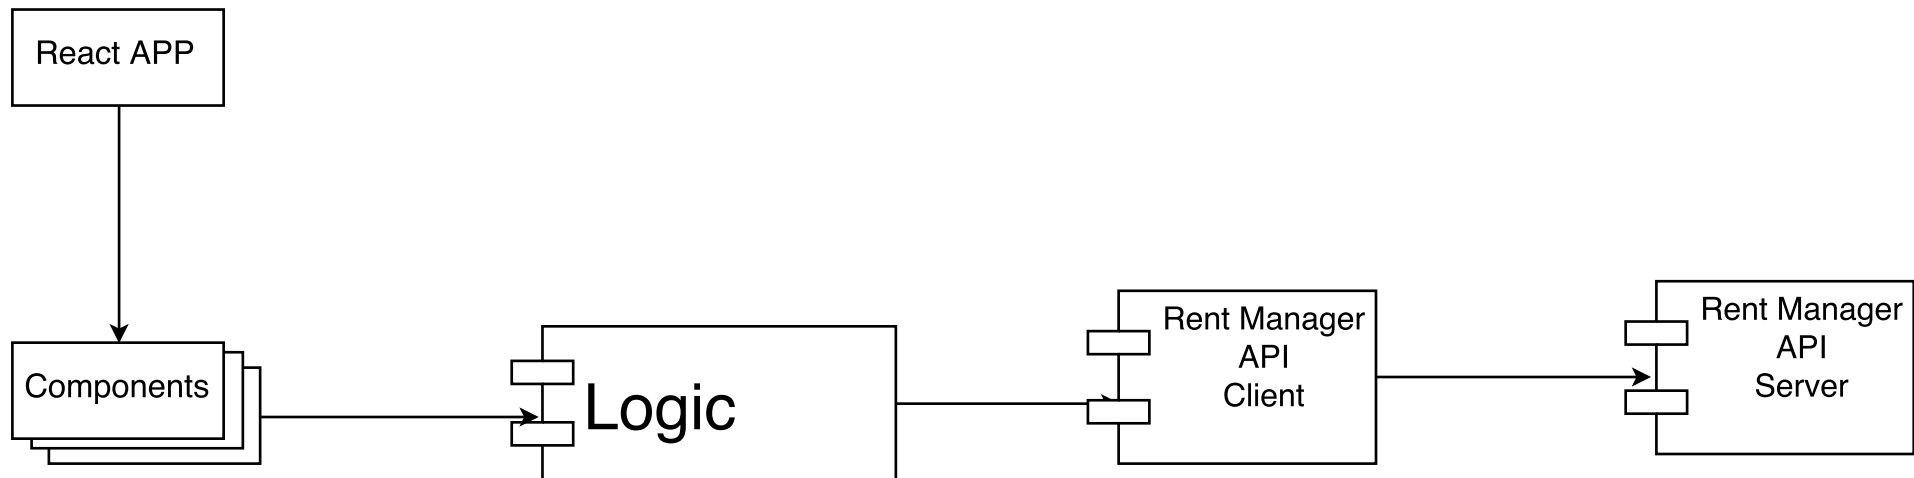 React APP
Components
Logic
Rent Manager
API
Client
Rent Manager
API
Server